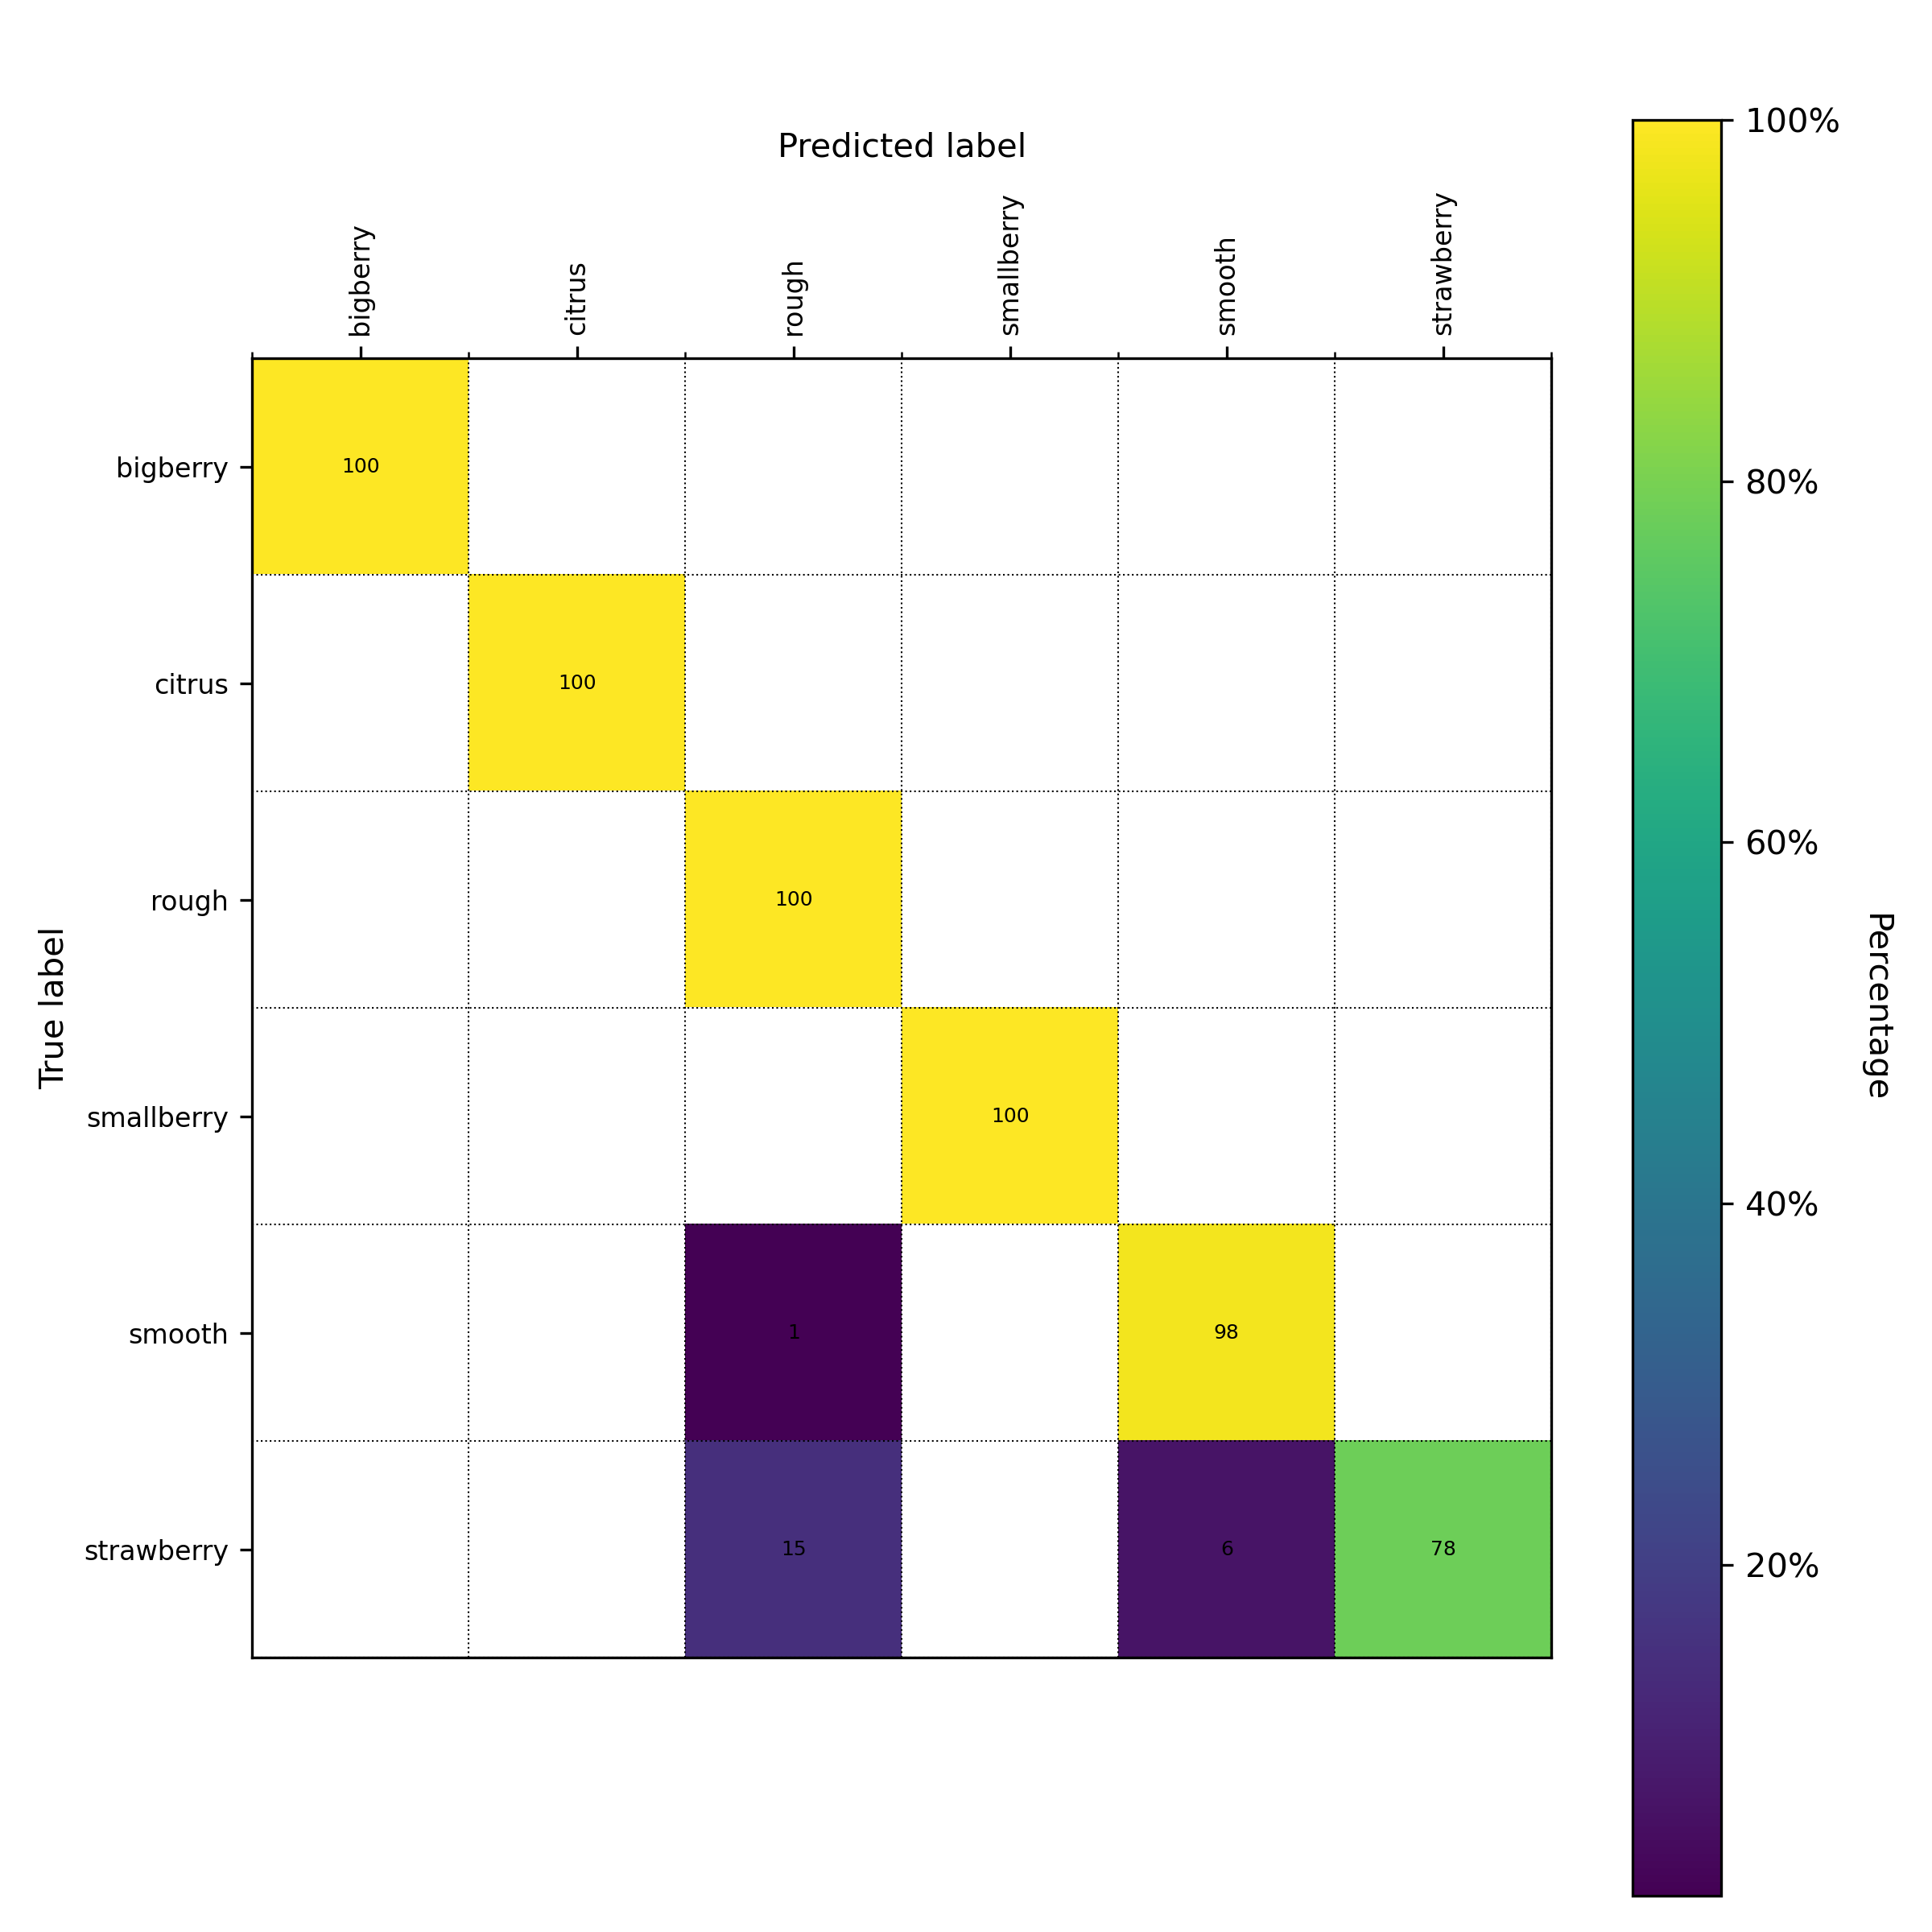 Predicted label
bigberry citrus rough smallberry smooth strawberry
bigberry 100
citrus 100
rough 100
smallberry 100
smooth 1 98
strawberry 15 6 78
True label
100%
80%
60%
40%
20%
Percentage